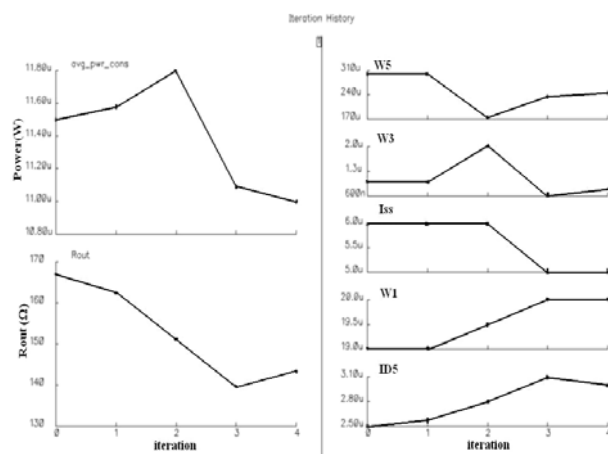 Iteration History
avg_pwr_cons
11.80u
11.60u
11.40u
11.20u
11.00u
10.80u
Power(W)
Rout
170
160
150
140
130
Rout (Ω)
0 1 2 3 4
iteration
W5
310u
240u
170u
W3
2.0u
1.3u
600n
Iss
6.0u
5.5u
5.0u
W1
20.0u
19.5u
19.0u
ID5
3.10u
2.80u
2.50u
0 1 2 3 4
iteration